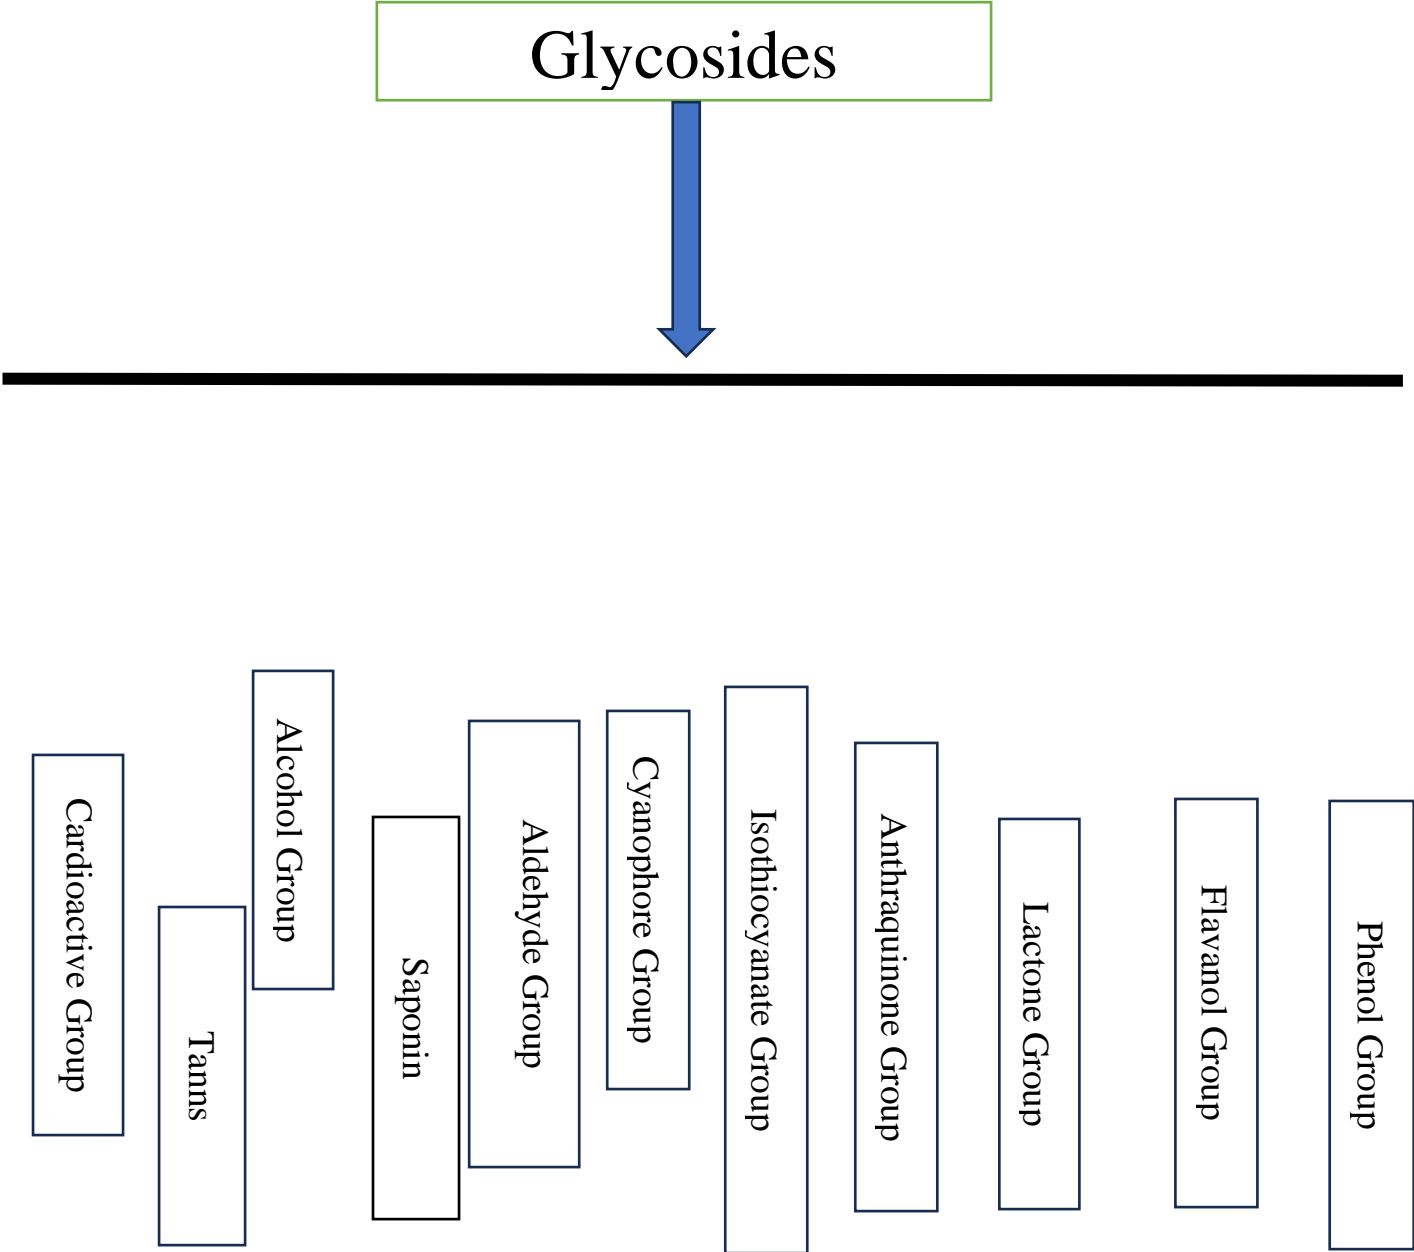 Glycosides
Cardioactive Group
Tanns
Alcohol Group
Saponin
Aldehyde Group
Cyanophore Group
Isothiocyanate Group
Anthraquinone Group
Lactone Group
Flavanol Group
Phenol Group